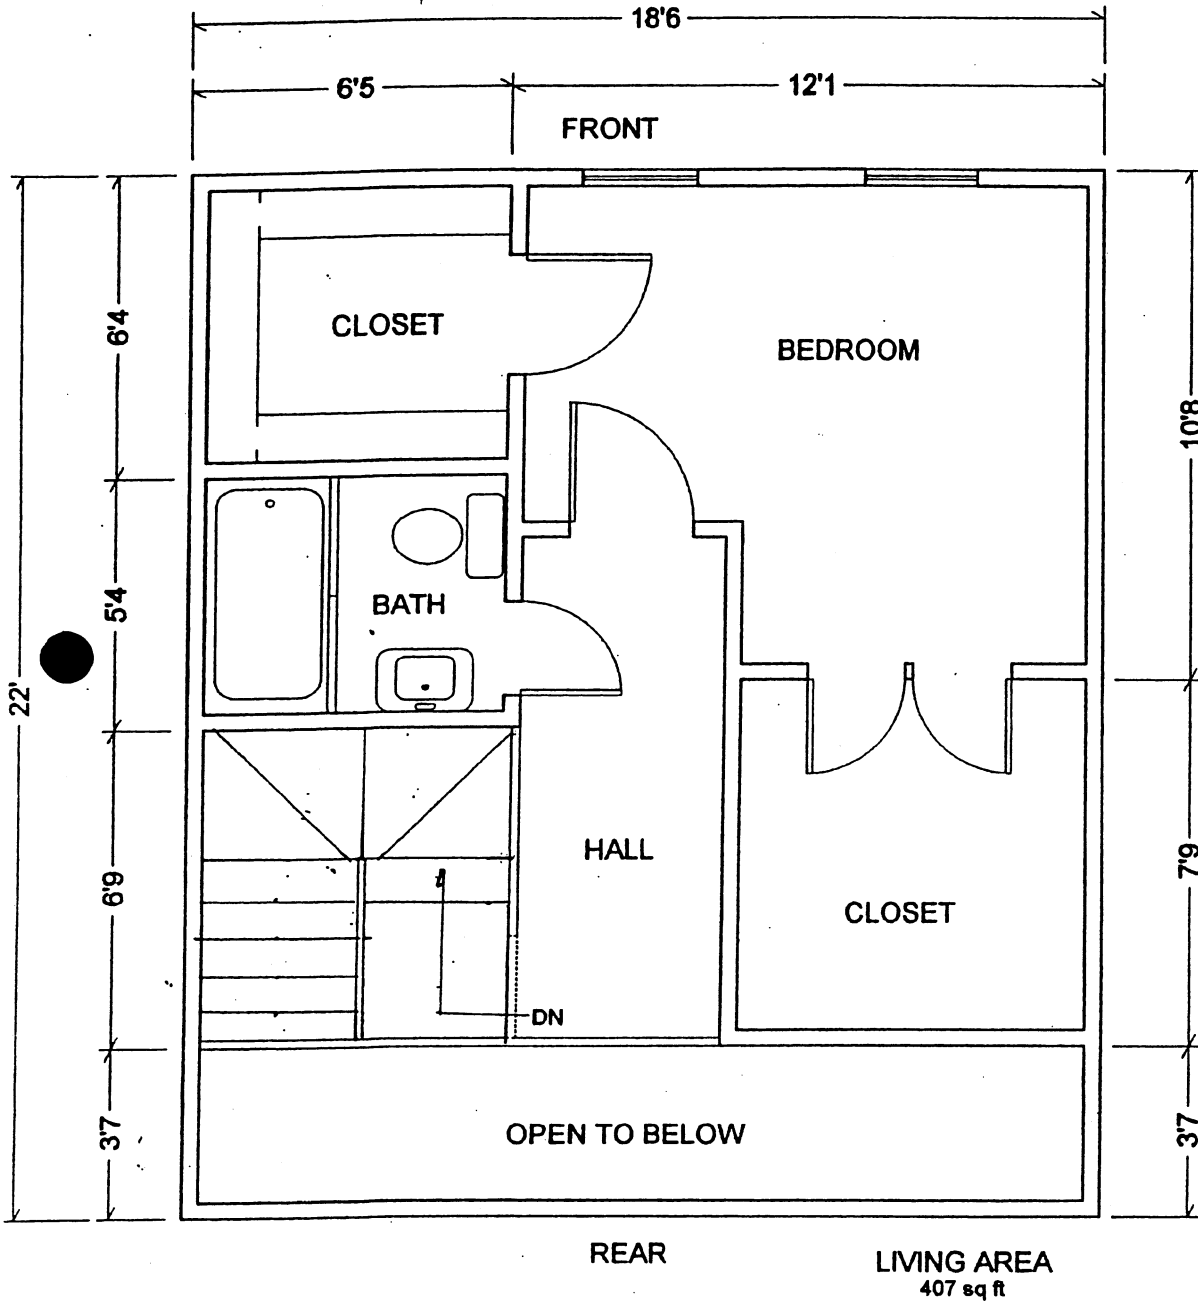 18'6
6'5
12'1
FRONT
6'4
CLOSET
BEDROOM
10'8
5'4
BATH
22'
6'9
HALL
7'9
CLOSET
DN
3'7
OPEN TO BELOW
3'7
REAR
LIVING AREA
407 sq ft